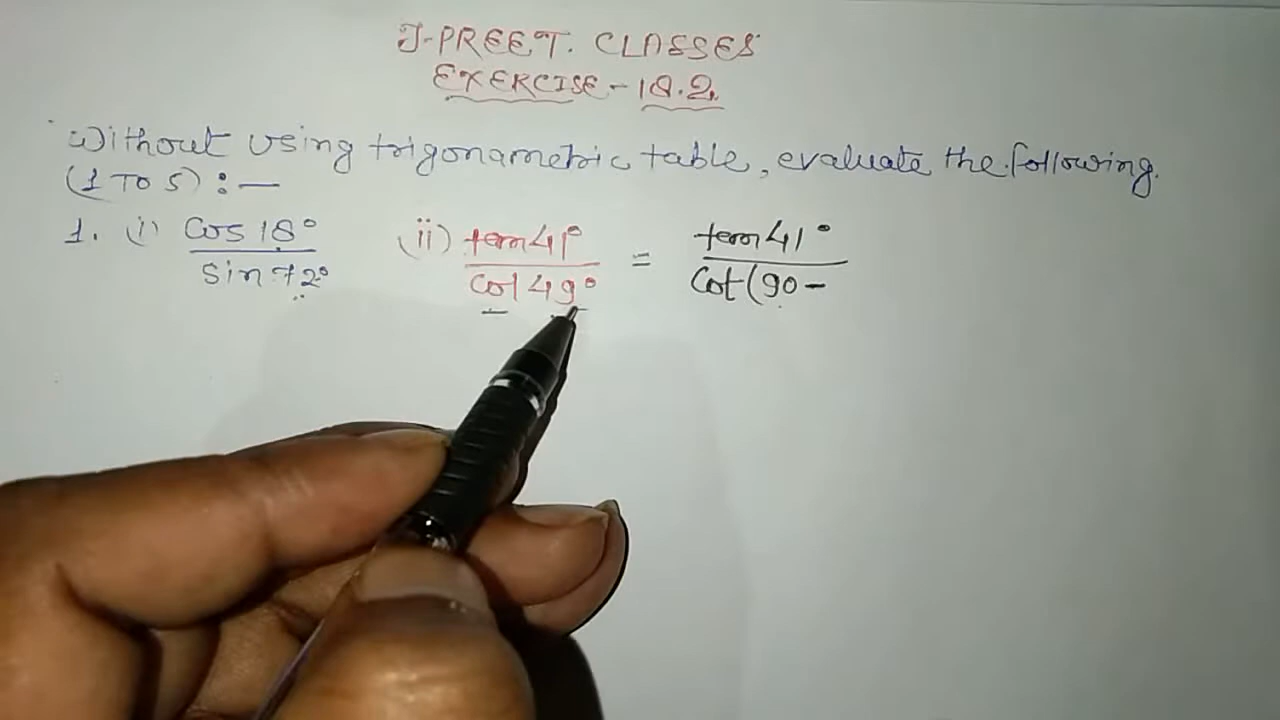 J-PREET. CLASSES
EXERCISE - 18.2
Without using trigonametric table, evaluate the following.
(1 TO 5) : —
1. (i) Cos 18° / Sin 72° (ii) tan 41° / Cot 49° = tan 41° / Cot (90 -